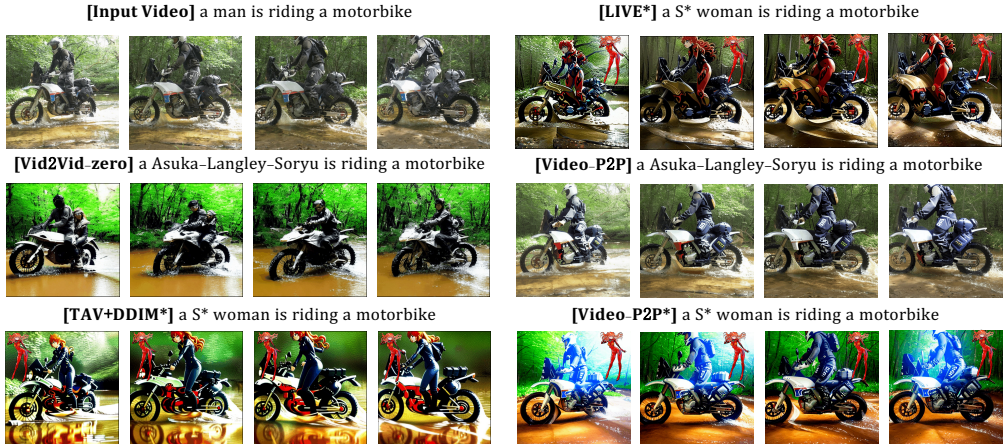 [Input Video] a man is riding a motorbike
[LIVE*] a S* woman is riding a motorbike
[Vid2Vid-zero] a Asuka-Langley-Soryu is riding a motorbike
[Video-P2P] a Asuka-Langley-Soryu is riding a motorbike
[TAV+DDIM*] a S* woman is riding a motorbike
[Video-P2P*] a S* woman is riding a motorbike